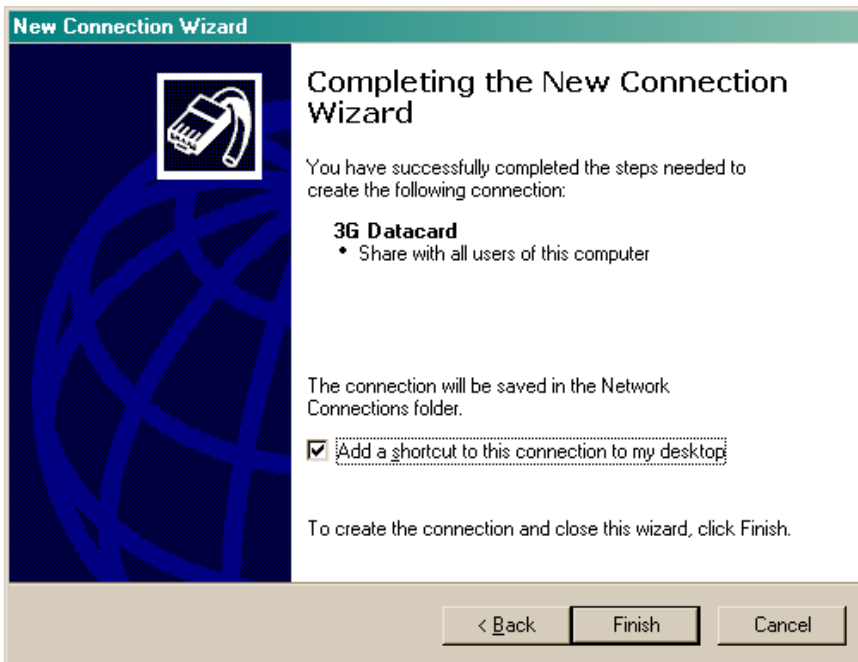 New Connection Wizard
Completing the New Connection
Wizard
You have successfully completed the steps needed to
create the following connection:
3G Datacard
• Share with all users of this computer
The connection will be saved in the Network
Connections folder.
Add a shortcut to this connection to my desktop
To create the connection and close this wizard, click Finish.
< Back Finish Cancel